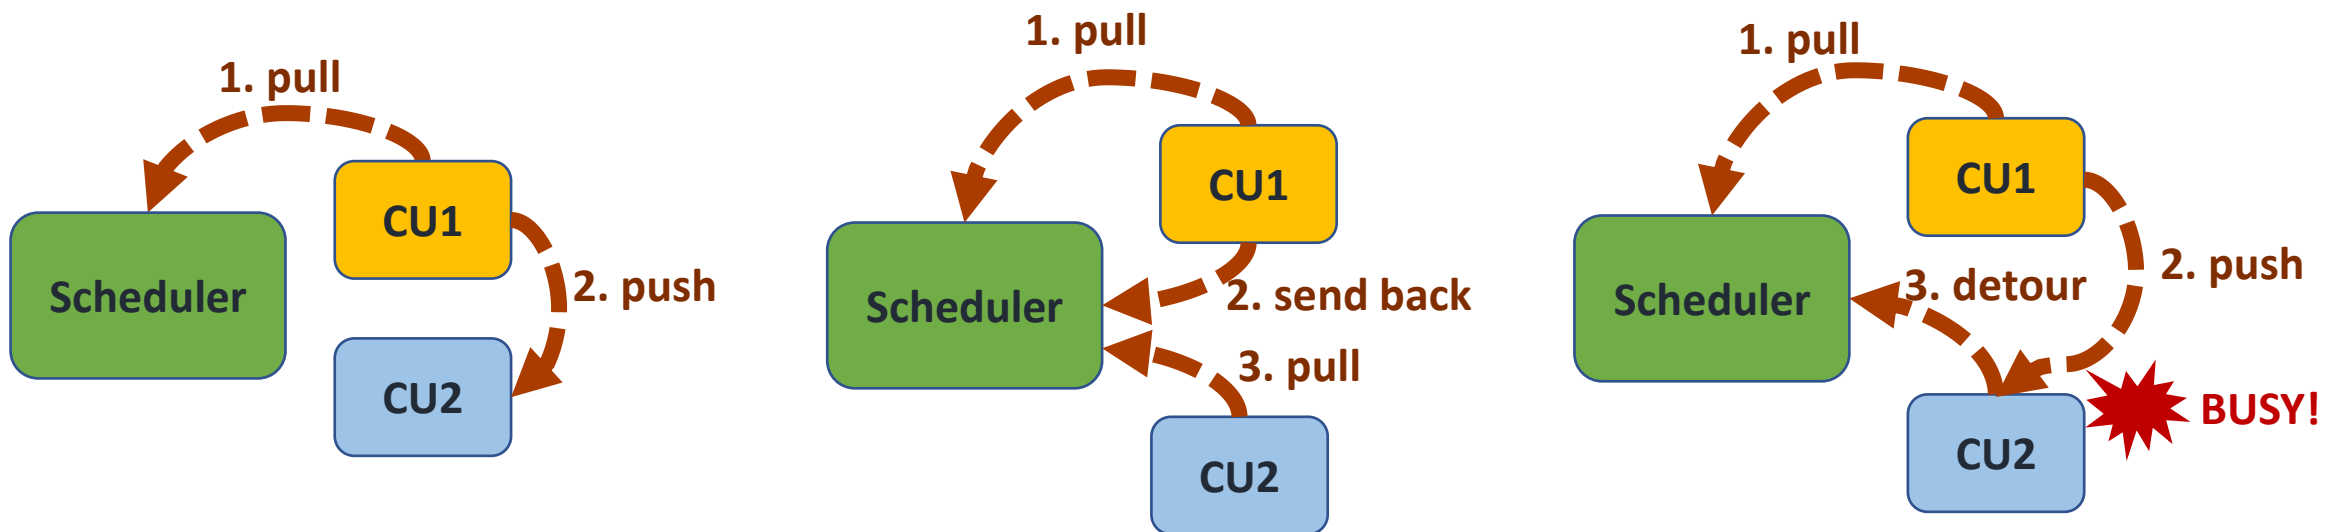 1. pull
CU1
Scheduler
2. push
CU2
1. pull
CU1
Scheduler
2. send back
3. pull
CU2
1. pull
CU1
2. push
3. detour
Scheduler
BUSY!
CU2